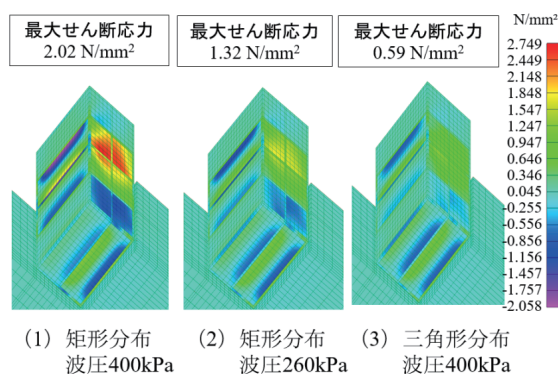 最大せん断応力
2.02 N/mm²
最大せん断応力
1.32 N/mm²
最大せん断応力
0.59 N/mm²
N/mm²
2.749
2.449
2.148
1.848
1.547
1.247
0.947
0.646
0.346
0.045
-0.255
-0.556
-0.856
-1.156
-1.457
-1.757
-2.058
(1) 矩形分布
波圧400kPa
(2) 矩形分布
波圧260kPa
(3) 三角形分布
波圧400kPa